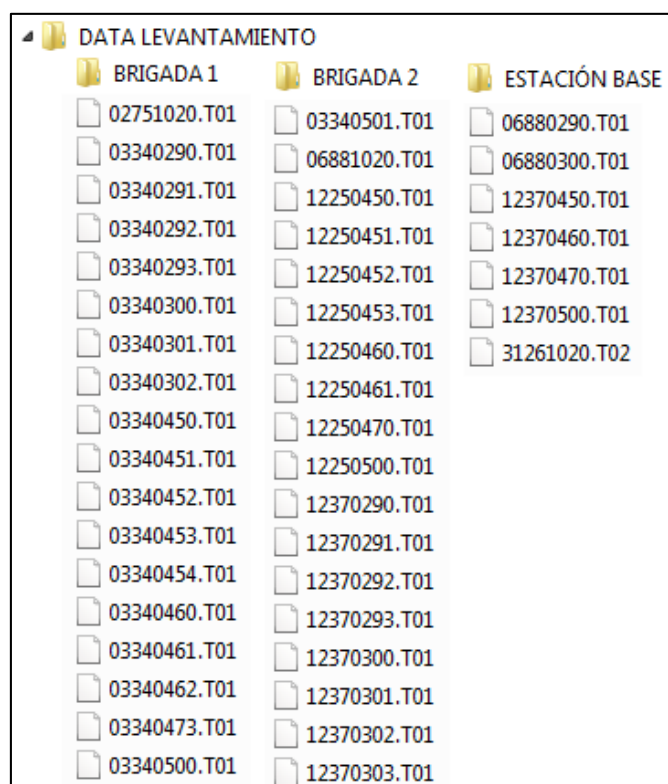 DATA LEVANTAMIENTO
BRIGADA 1
02751020.T01
03340290.T01
03340291.T01
03340292.T01
03340293.T01
03340300.T01
03340301.T01
03340302.T01
03340450.T01
03340451.T01
03340452.T01
03340453.T01
03340454.T01
03340460.T01
03340461.T01
03340462.T01
03340473.T01
03340500.T01
BRIGADA 2
03340501.T01
06881020.T01
12250450.T01
12250451.T01
12250452.T01
12250453.T01
12250460.T01
12250461.T01
12250470.T01
12250500.T01
12370290.T01
12370291.T01
12370292.T01
12370293.T01
12370300.T01
12370301.T01
12370302.T01
12370303.T01
ESTACIÓN BASE
06880290.T01
06880300.T01
12370450.T01
12370460.T01
12370470.T01
12370500.T01
31261020.T02